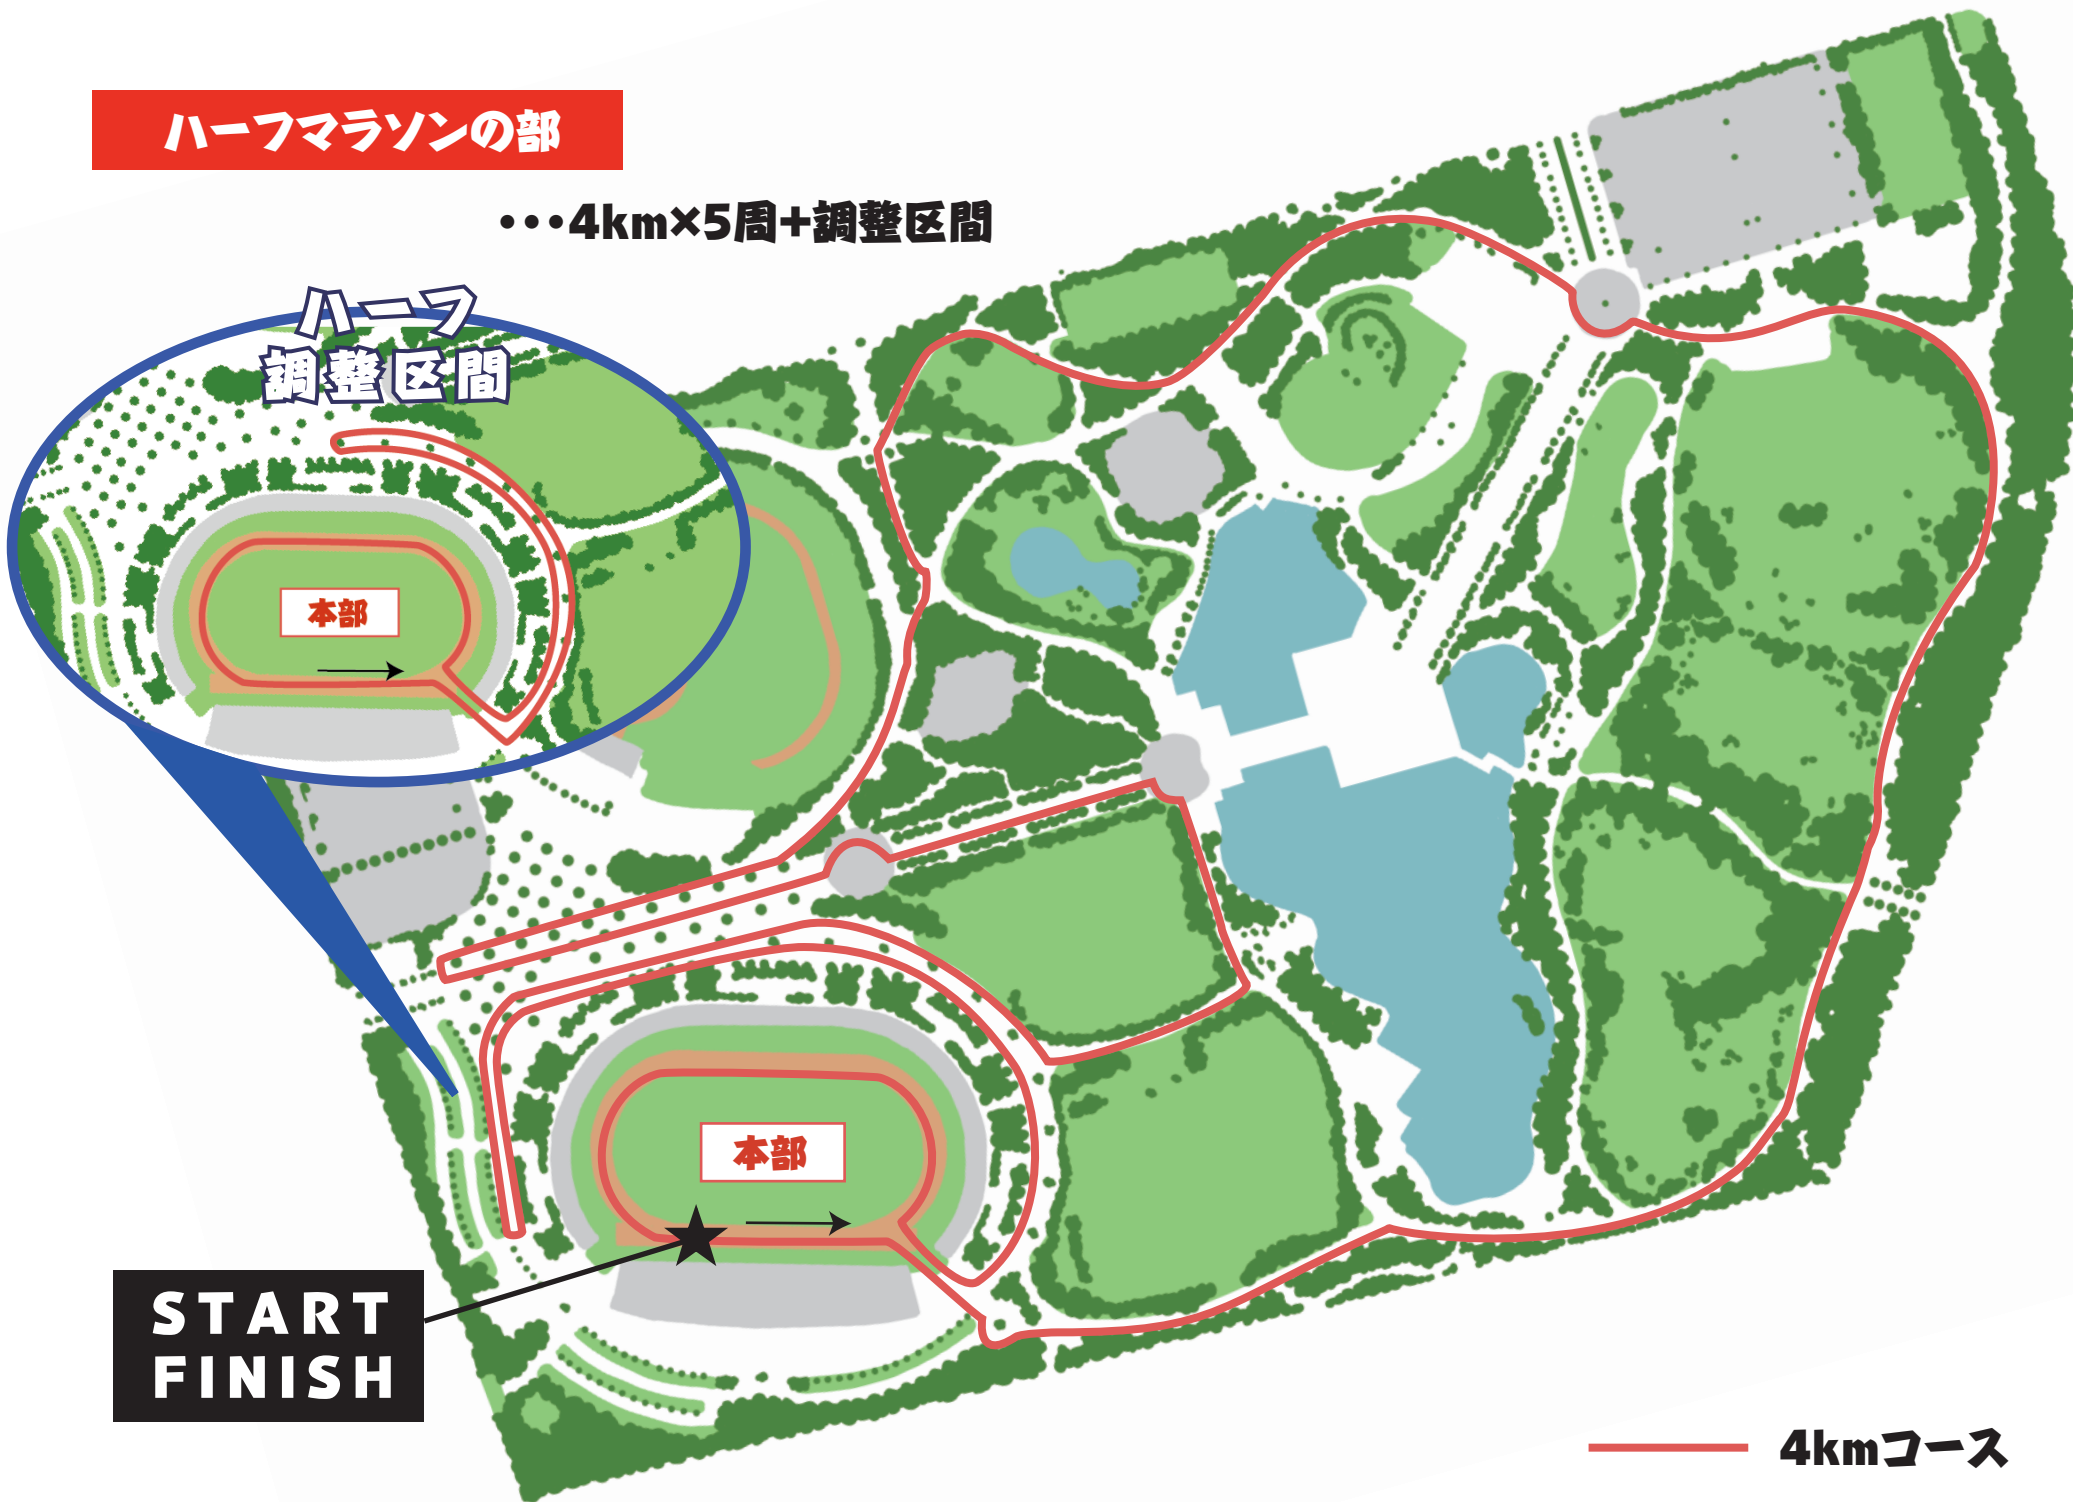 ハーフマラソンの部
•••4km×5周+調整区間
ハーフ
調整区間
本部
本部
START
FINISH
4kmコース